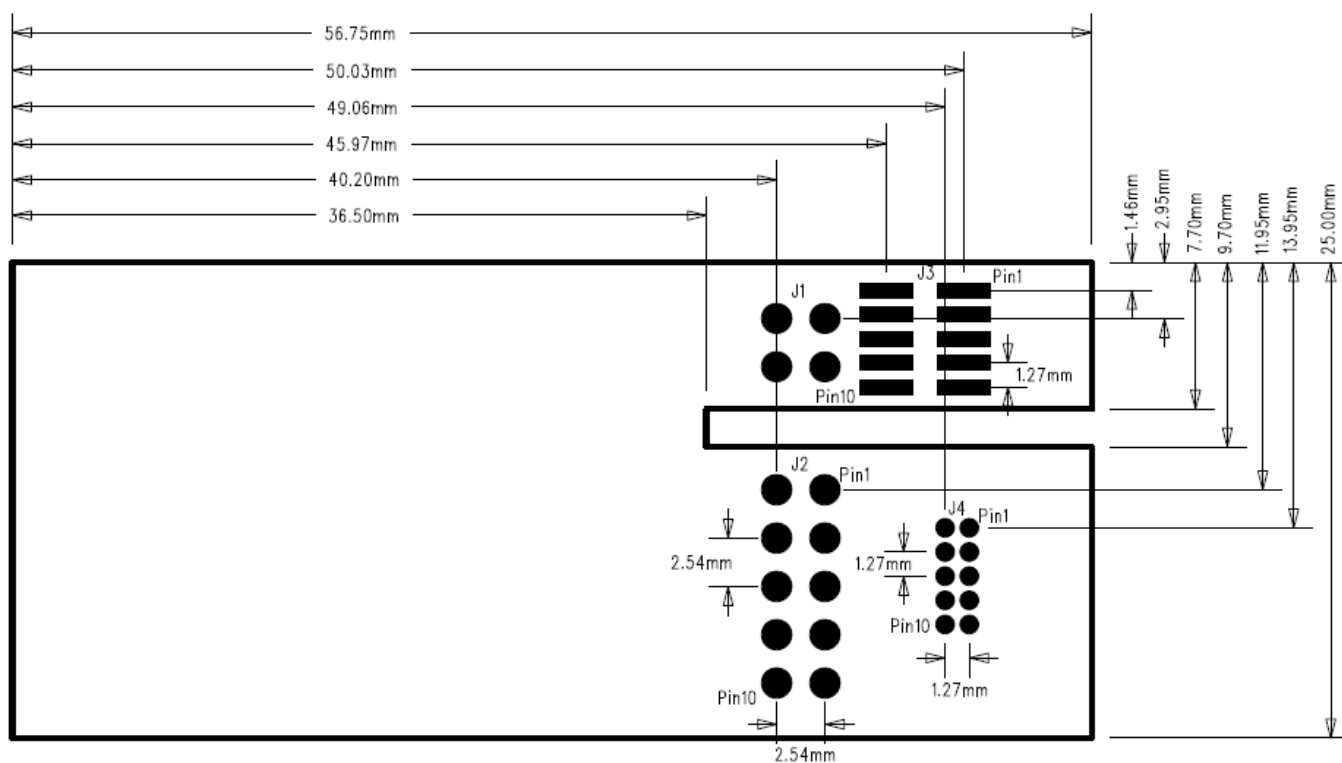 56.75mm
50.03mm
49.06mm
45.97mm
40.20mm
36.50mm
1.46mm
2.95mm
7.70mm
9.70mm
11.95mm
13.95mm
25.00mm
J3
Pin1
J1
1.27mm
Pin10
J2
Pin1
J4
Pin1
2.54mm
1.27mm
Pin10
1.27mm
Pin10
2.54mm